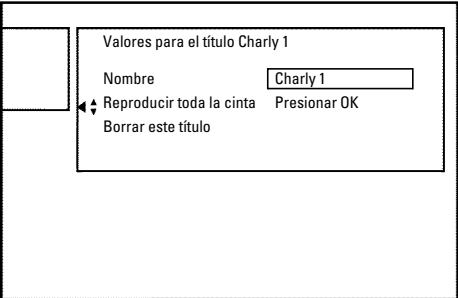 Valores para el título Charly 1
Nombre Charly 1
Reproducir toda la cinta Presionar OK
Borrar este título